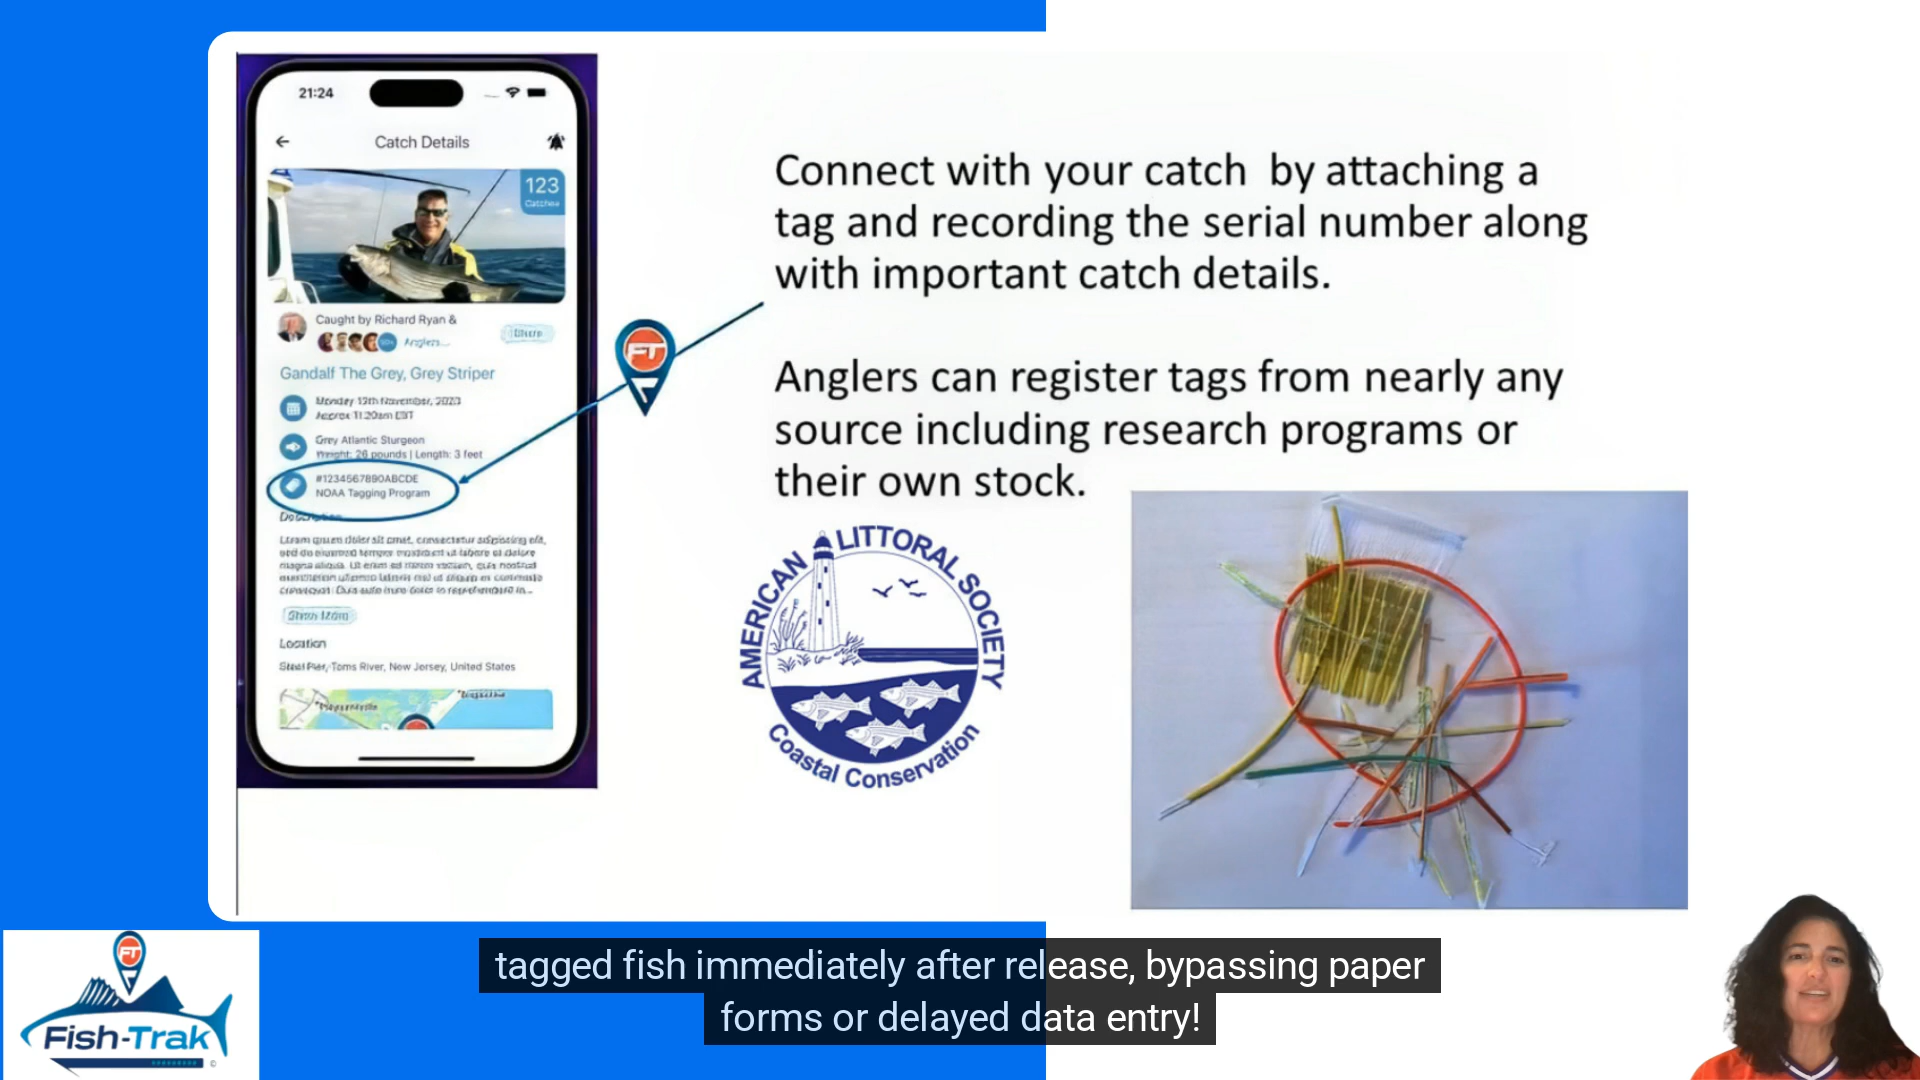 21:24
Catch Details
123
Catches
Caught by Richard Ryan &
Anglers...
Gandalf The Grey, Grey Striper
Monday 13th November, 2023
Approx 11:20am EST
Grey Atlantic Sturgeon
Weight: 26 pounds | Length: 3 feet
#1234567890ABCDE
NOAA Tagging Program
Description
Show More
Location
Steel Pier, Toms River, New Jersey, United States
FT
Connect with your catch by attaching a
tag and recording the serial number along
with important catch details.
Anglers can register tags from nearly any
source including research programs or
their own stock.
AMERICAN LITTORAL SOCIETY
Coastal Conservation
FT
Fish-Trak
©
tagged fish immediately after release, bypassing paper
forms or delayed data entry!